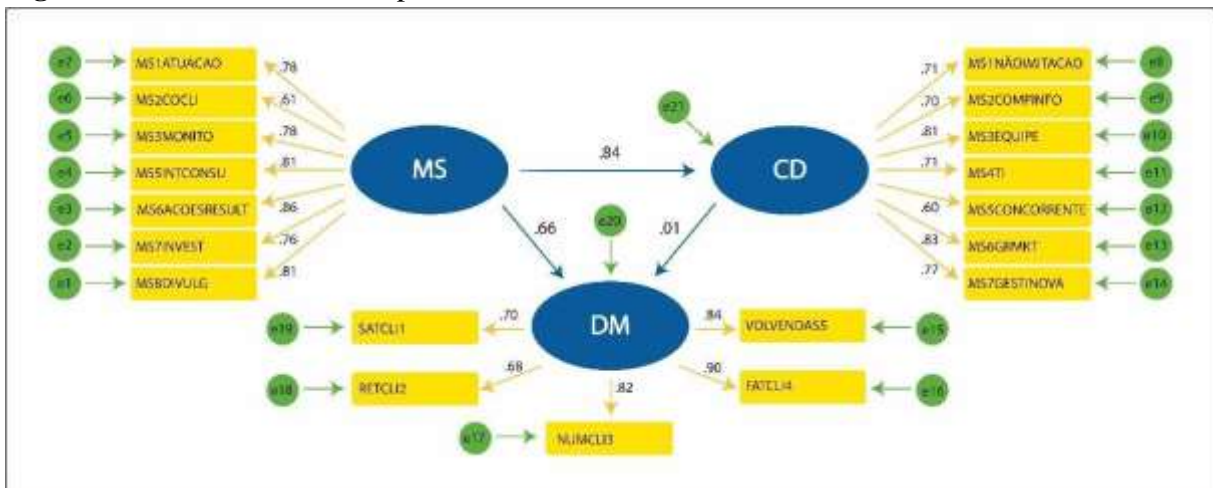 e7 MS1ATUACAO .78
e6 MS2COCLI .61
e5 MS3MONITO .78
e4 MS5INTCONSU .81
e3 MS6ACOESRESULT .86
e2 MS7INVEST .76
e1 MS8DIVULG .81
MS .84 CD
e21
.66 e20 .01
.71 MS1NÃOIMITACAO e8
.70 MS2COMPINFO e9
.81 MS3EQUIPE e10
.71 MS4TI e11
.60 MS5CONCORRENTE e12
.83 MS6GRMKT e13
.77 MS7GESTINOVA e14
DM
e19 SATCLI1 .70
.84 VOLVENDAS5 e15
e18 RETCLI2 .68
.90 FATCLI4 e16
.82
e17 NUMCLI3